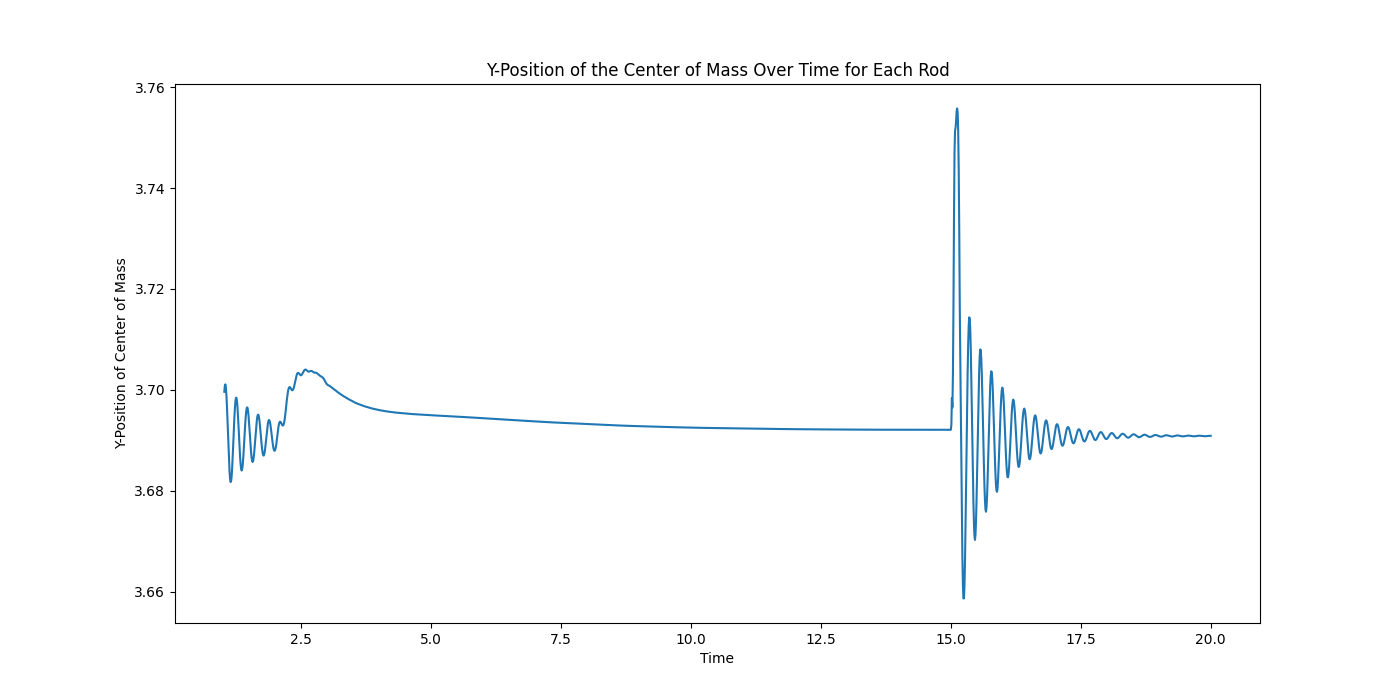 Y-Position of the Center of Mass Over Time for Each Rod
Y-Position of Center of Mass
3.76
3.74
3.72
3.70
3.68
3.66
2.5 5.0 7.5 10.0 12.5 15.0 17.5 20.0
Time